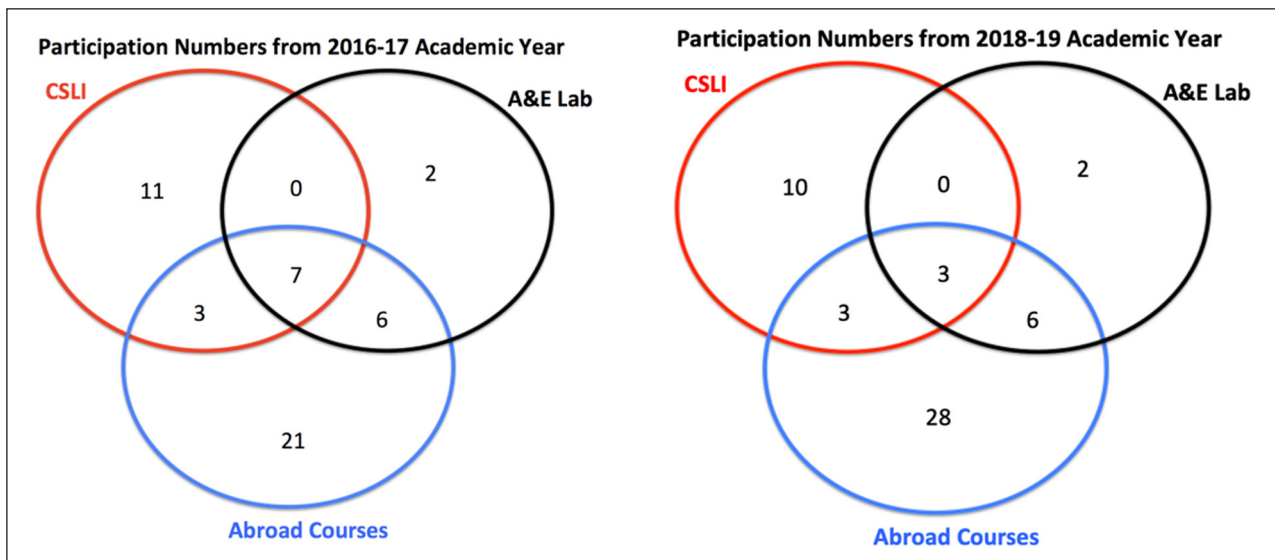 Participation Numbers from 2016-17 Academic Year
CSLI
A&E Lab
11
0
2
7
3
6
21
Abroad Courses
Participation Numbers from 2018-19 Academic Year
CSLI
A&E Lab
10
0
2
3
3
6
28
Abroad Courses